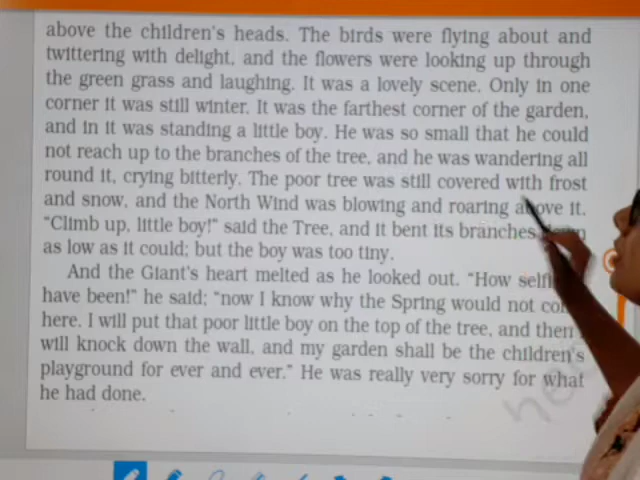 above the children's heads. The birds were flying about and
twittering with delight, and the flowers were looking up through
the green grass and laughing. It was a lovely scene. Only in one
corner it was still winter. It was the farthest corner of the garden,
and in it was standing a little boy. He was so small that he could
not reach up to the branches of the tree, and he was wandering all
round it, crying bitterly. The poor tree was still covered with frost
and snow, and the North Wind was blowing and roaring above it.
“Climb up, little boy!” said the Tree, and it bent its branches
as low as it could; but the boy was too tiny.
And the Giant's heart melted as he looked out. “How
have been!” he said; “now I know why the Spring would not
here. I will put that poor little boy on the top of the tree, and then
will knock down the wall, and my garden shall be the children's
playground for ever and ever.” He was really very sorry for what
he had done.